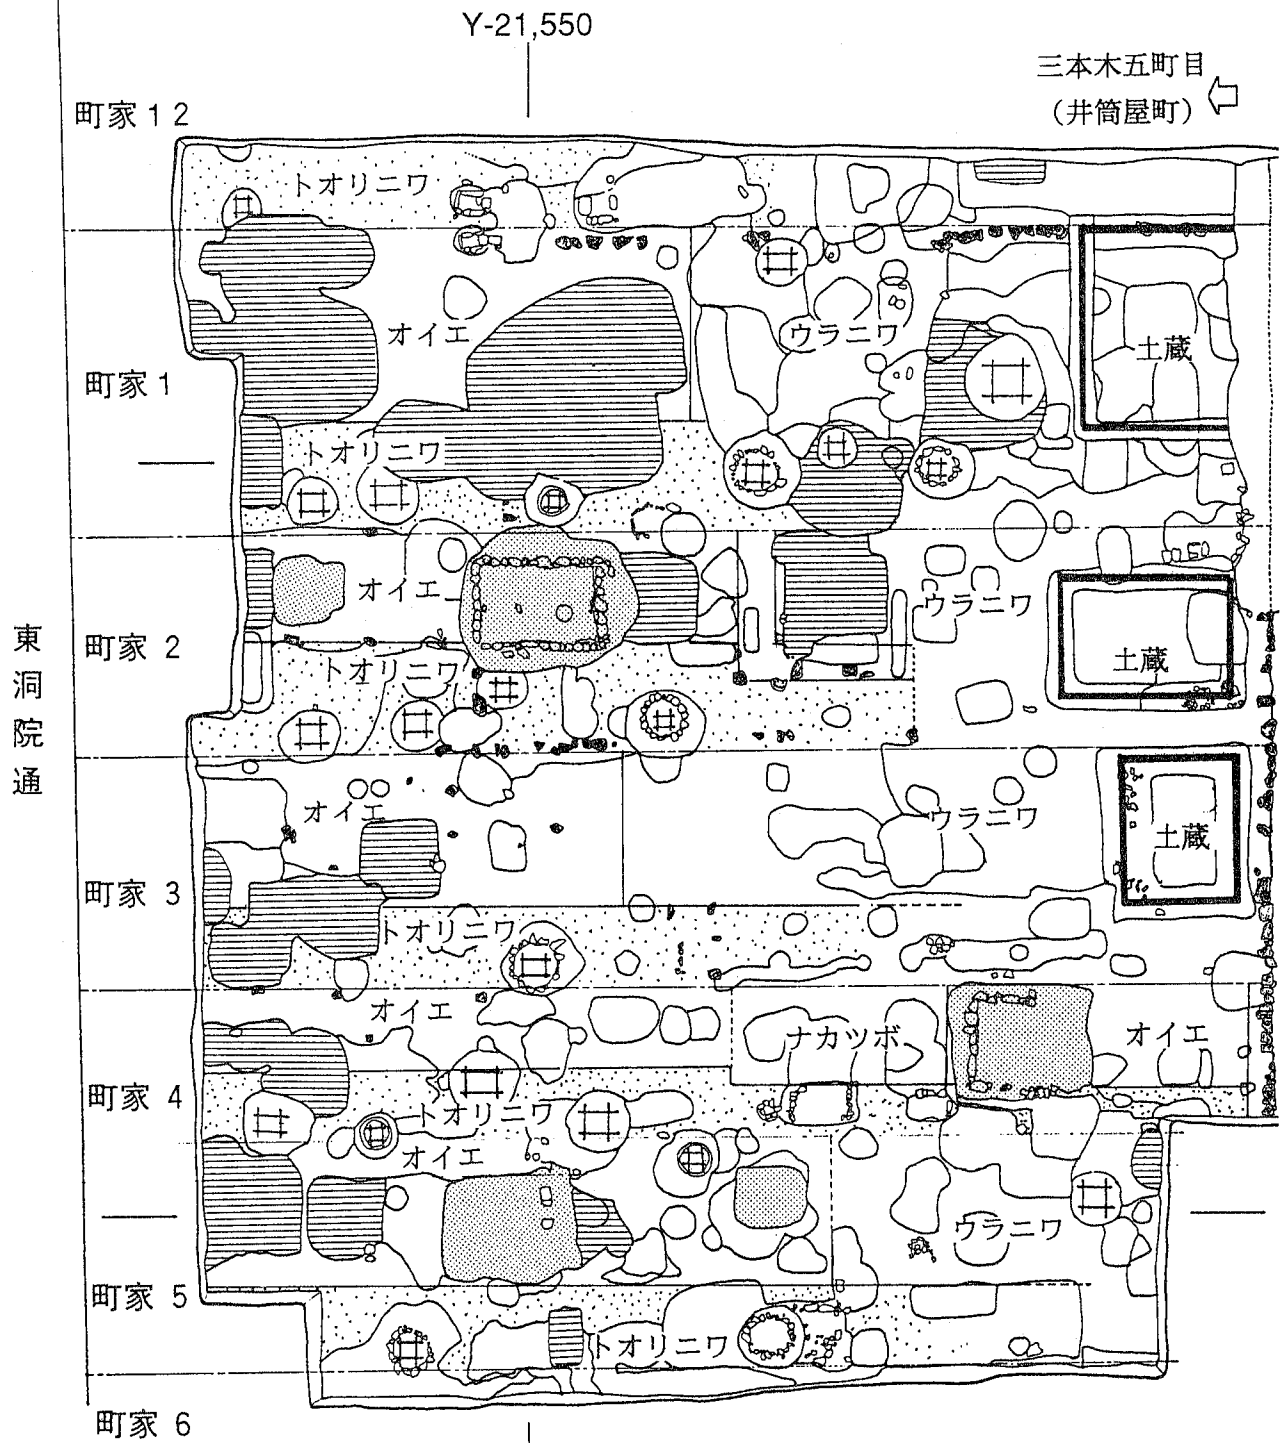 Y-21,550
三本木五町目
（井筒屋町）
町家12
トオリニワ
オイエ
ウラニワ
土蔵
町家 1
トオリニワ
オイエ
ウラニワ
土蔵
町家 2
トオリニワ
東洞院通
オイエ
ウラニワ
土蔵
町家 3
トオリニワ
オイエ
ナカツボ
オイエ
町家 4
トオリニワ
オイエ
ウラニワ
町家 5
トオリニワ
町家 6